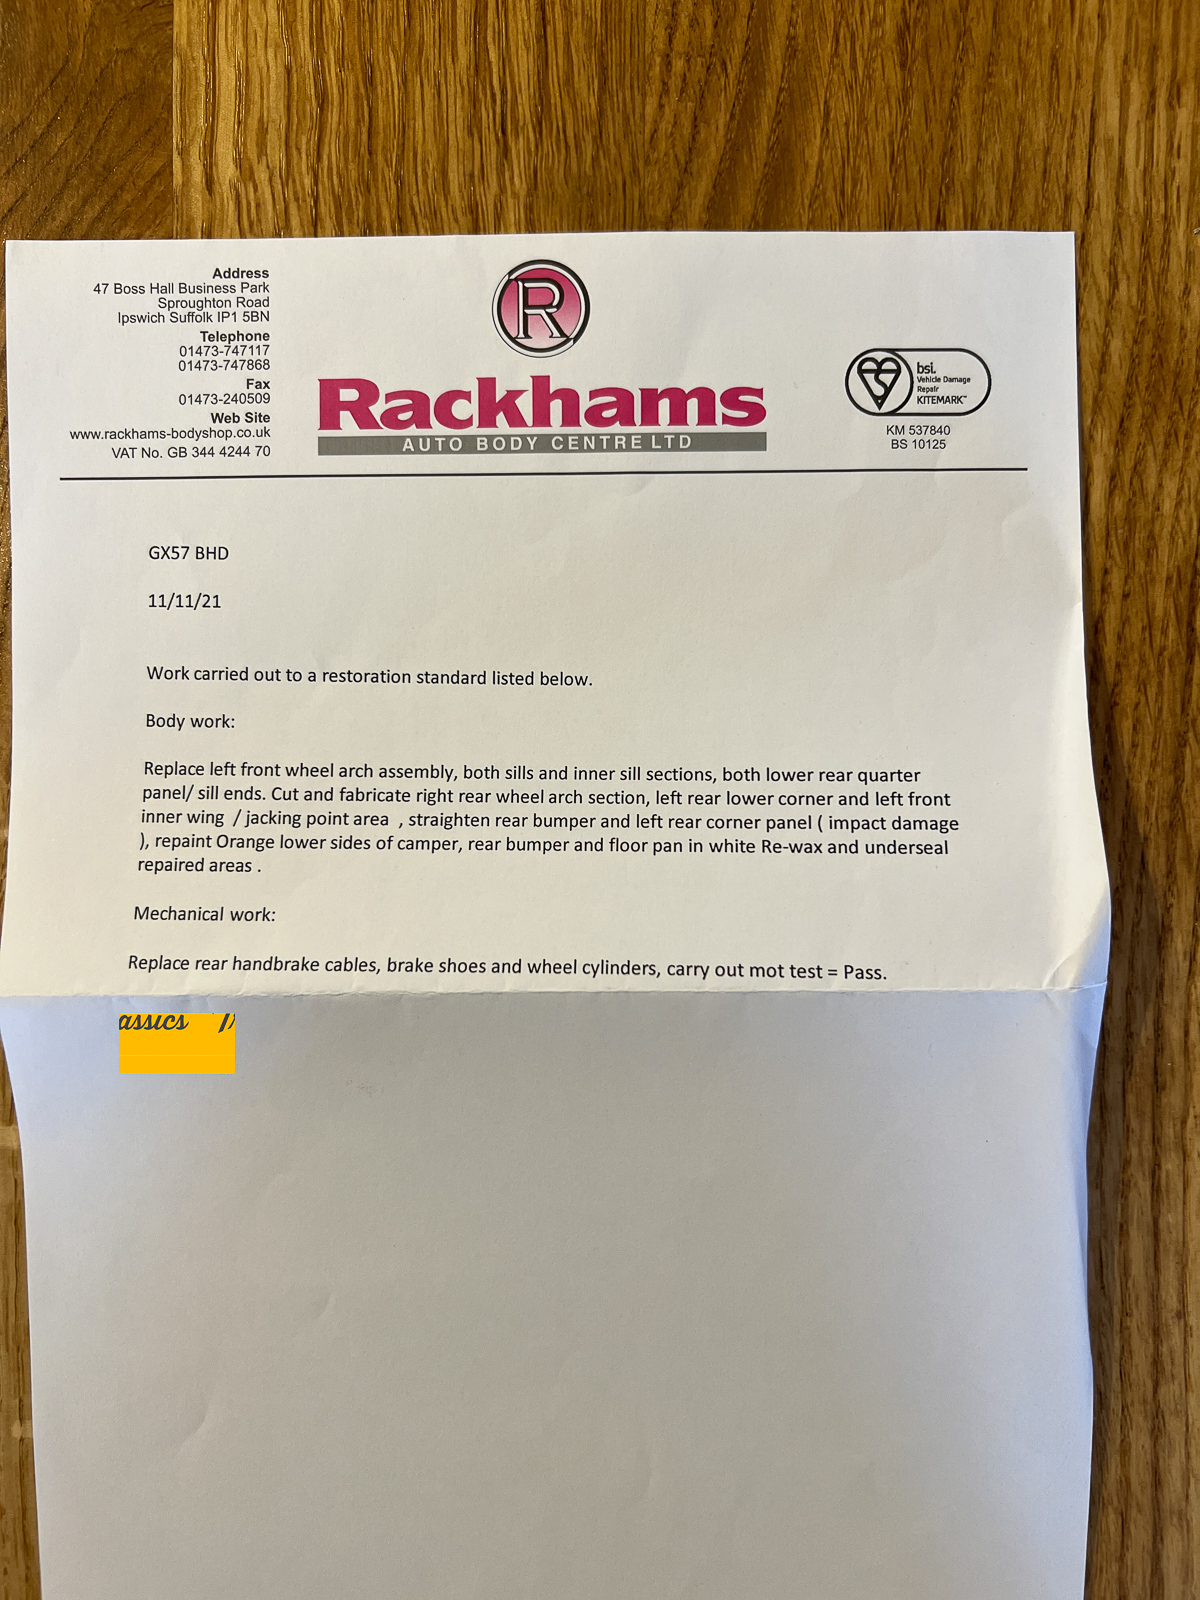 Address
47 Boss Hall Business Park
Sproughton Road
Ipswich Suffolk IP1 5BN
Telephone
01473-747117
01473-747868
Fax
01473-240509
Web Site
www.rackhams-bodyshop.co.uk
VAT No. GB 344 4244 70
R
Rackhams
AUTO BODY CENTRE LTD
bsi.
Vehicle Damage
Repair
KITEMARK™
KM 537840
BS 10125
GX57 BHD
11/11/21
Work carried out to a restoration standard listed below.
Body work:
Replace left front wheel arch assembly, both sills and inner sill sections, both lower rear quarter
panel/ sill ends. Cut and fabricate right rear wheel arch section, left rear lower corner and left front
inner wing / jacking point area , straighten rear bumper and left rear corner panel ( impact damage
), repaint Orange lower sides of camper, rear bumper and floor pan in white Re-wax and underseal
repaired areas .
Mechanical work:
Replace rear handbrake cables, brake shoes and wheel cylinders, carry out mot test = Pass.
assics